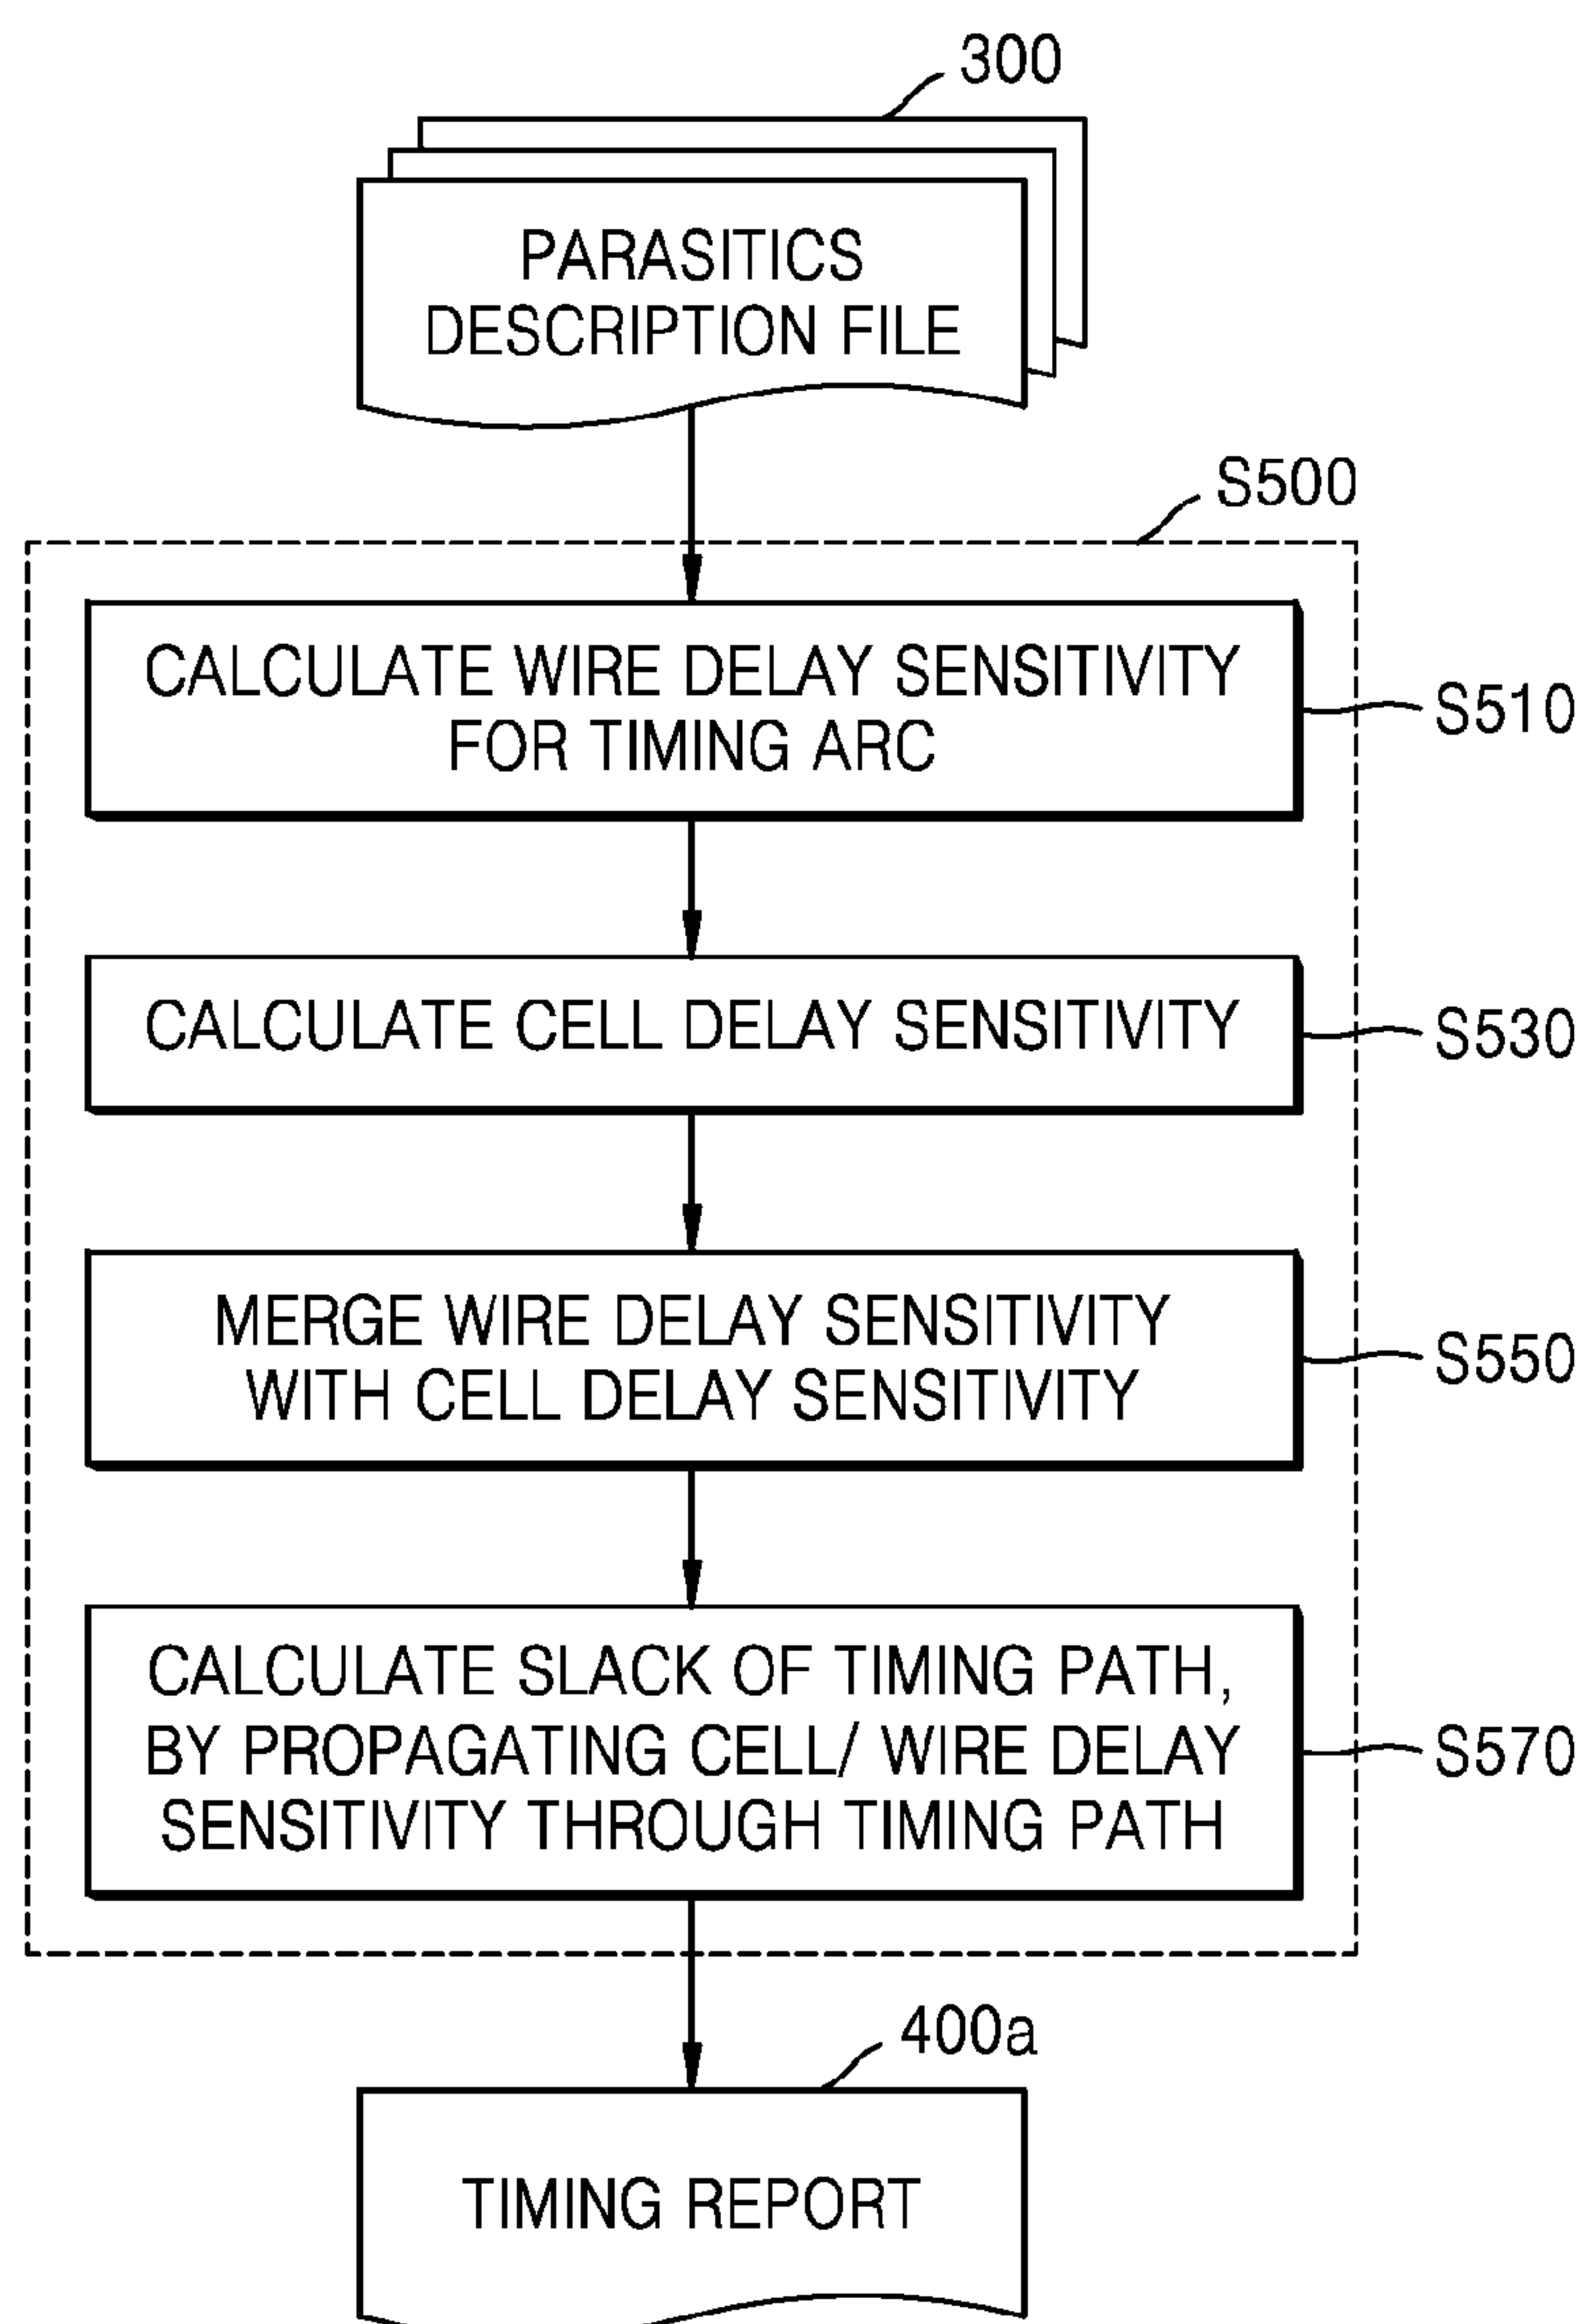 300
PARASITICS
DESCRIPTION FILE
S500
CALCULATE WIRE DELAY SENSITIVITY
FOR TIMING ARC
S510
CALCULATE CELL DELAY SENSITIVITY
S530
MERGE WIRE DELAY SENSITIVITY
WITH CELL DELAY SENSITIVITY
S550
CALCULATE SLACK OF TIMING PATH,
BY PROPAGATING CELL/ WIRE DELAY
SENSITIVITY THROUGH TIMING PATH
S570
400a
TIMING REPORT